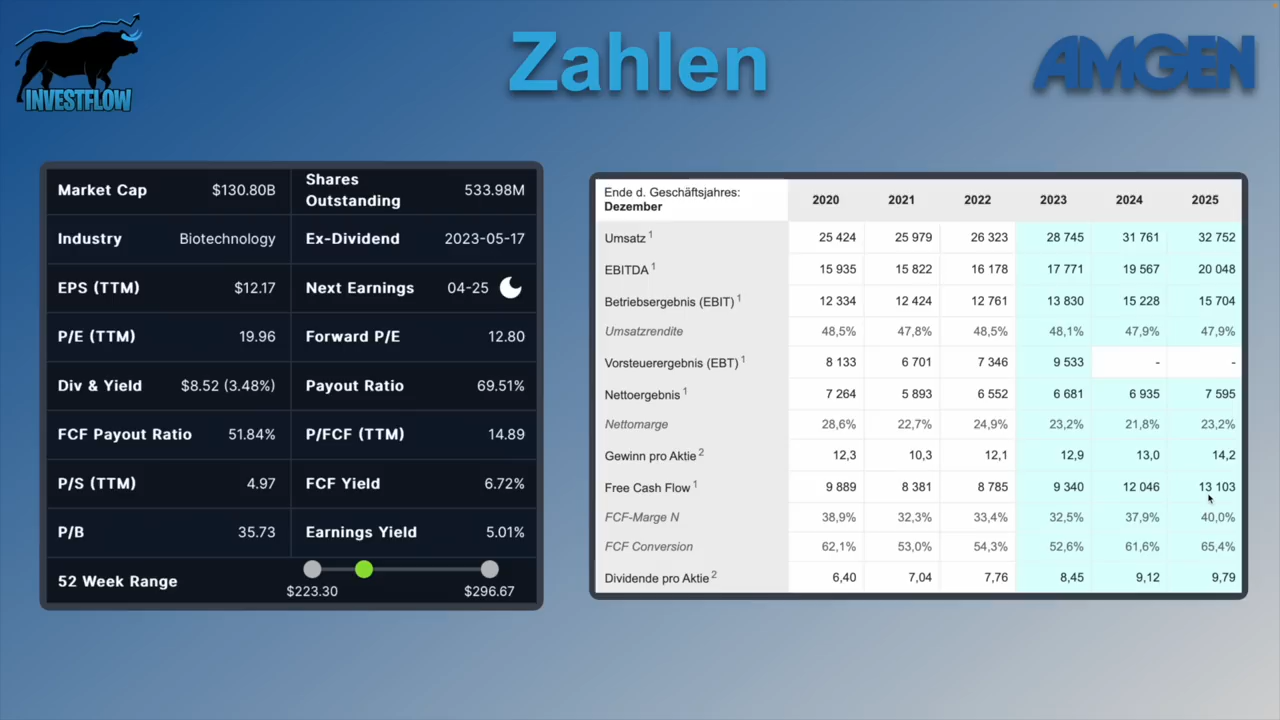 INVESTFLOW
Zahlen
AMGEN
Market Cap $130.80B Shares Outstanding 533.98M
Industry Biotechnology Ex-Dividend 2023-05-17
EPS (TTM) $12.17 Next Earnings 04-25
P/E (TTM) 19.96 Forward P/E 12.80
Div & Yield $8.52 (3.48%) Payout Ratio 69.51%
FCF Payout Ratio 51.84% P/FCF (TTM) 14.89
P/S (TTM) 4.97 FCF Yield 6.72%
P/B 35.73 Earnings Yield 5.01%
52 Week Range $223.30 $296.67
Ende d. Geschäftsjahres:
Dezember 2020 2021 2022 2023 2024 2025
Umsatz 1 25 424 25 979 26 323 28 745 31 761 32 752
EBITDA 1 15 935 15 822 16 178 17 771 19 567 20 048
Betriebsergebnis (EBIT) 1 12 334 12 424 12 761 13 830 15 228 15 704
Umsatzrendite 48,5% 47,8% 48,5% 48,1% 47,9% 47,9%
Vorsteuerergebnis (EBT) 1 8 133 6 701 7 346 9 533 - -
Nettoergebnis 1 7 264 5 893 6 552 6 681 6 935 7 595
Nettomarge 28,6% 22,7% 24,9% 23,2% 21,8% 23,2%
Gewinn pro Aktie 2 12,3 10,3 12,1 12,9 13,0 14,2
Free Cash Flow 1 9 889 8 381 8 785 9 340 12 046 13 103
FCF-Marge N 38,9% 32,3% 33,4% 32,5% 37,9% 40,0%
FCF Conversion 62,1% 53,0% 54,3% 52,6% 61,6% 65,4%
Dividende pro Aktie 2 6,40 7,04 7,76 8,45 9,12 9,79